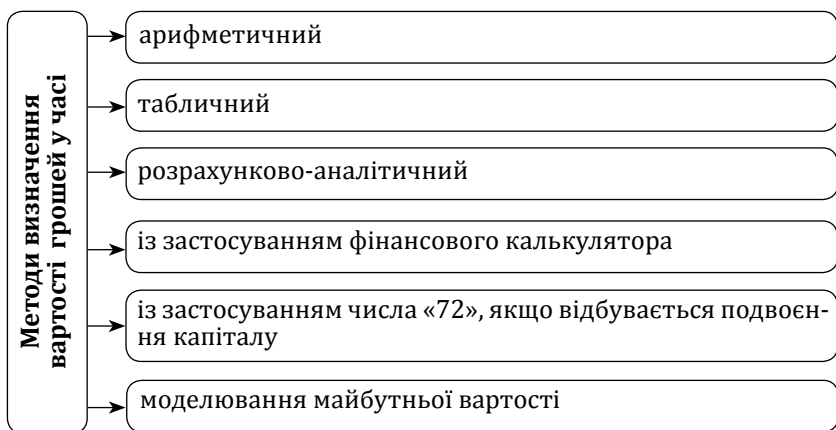 Методи визначення
вартості грошей у часі
арифметичний
табличний
розрахунково-аналітичний
із застосуванням фінансового калькулятора
із застосуванням числа «72», якщо відбувається подвоєн-
ня капіталу
моделювання майбутньої вартості